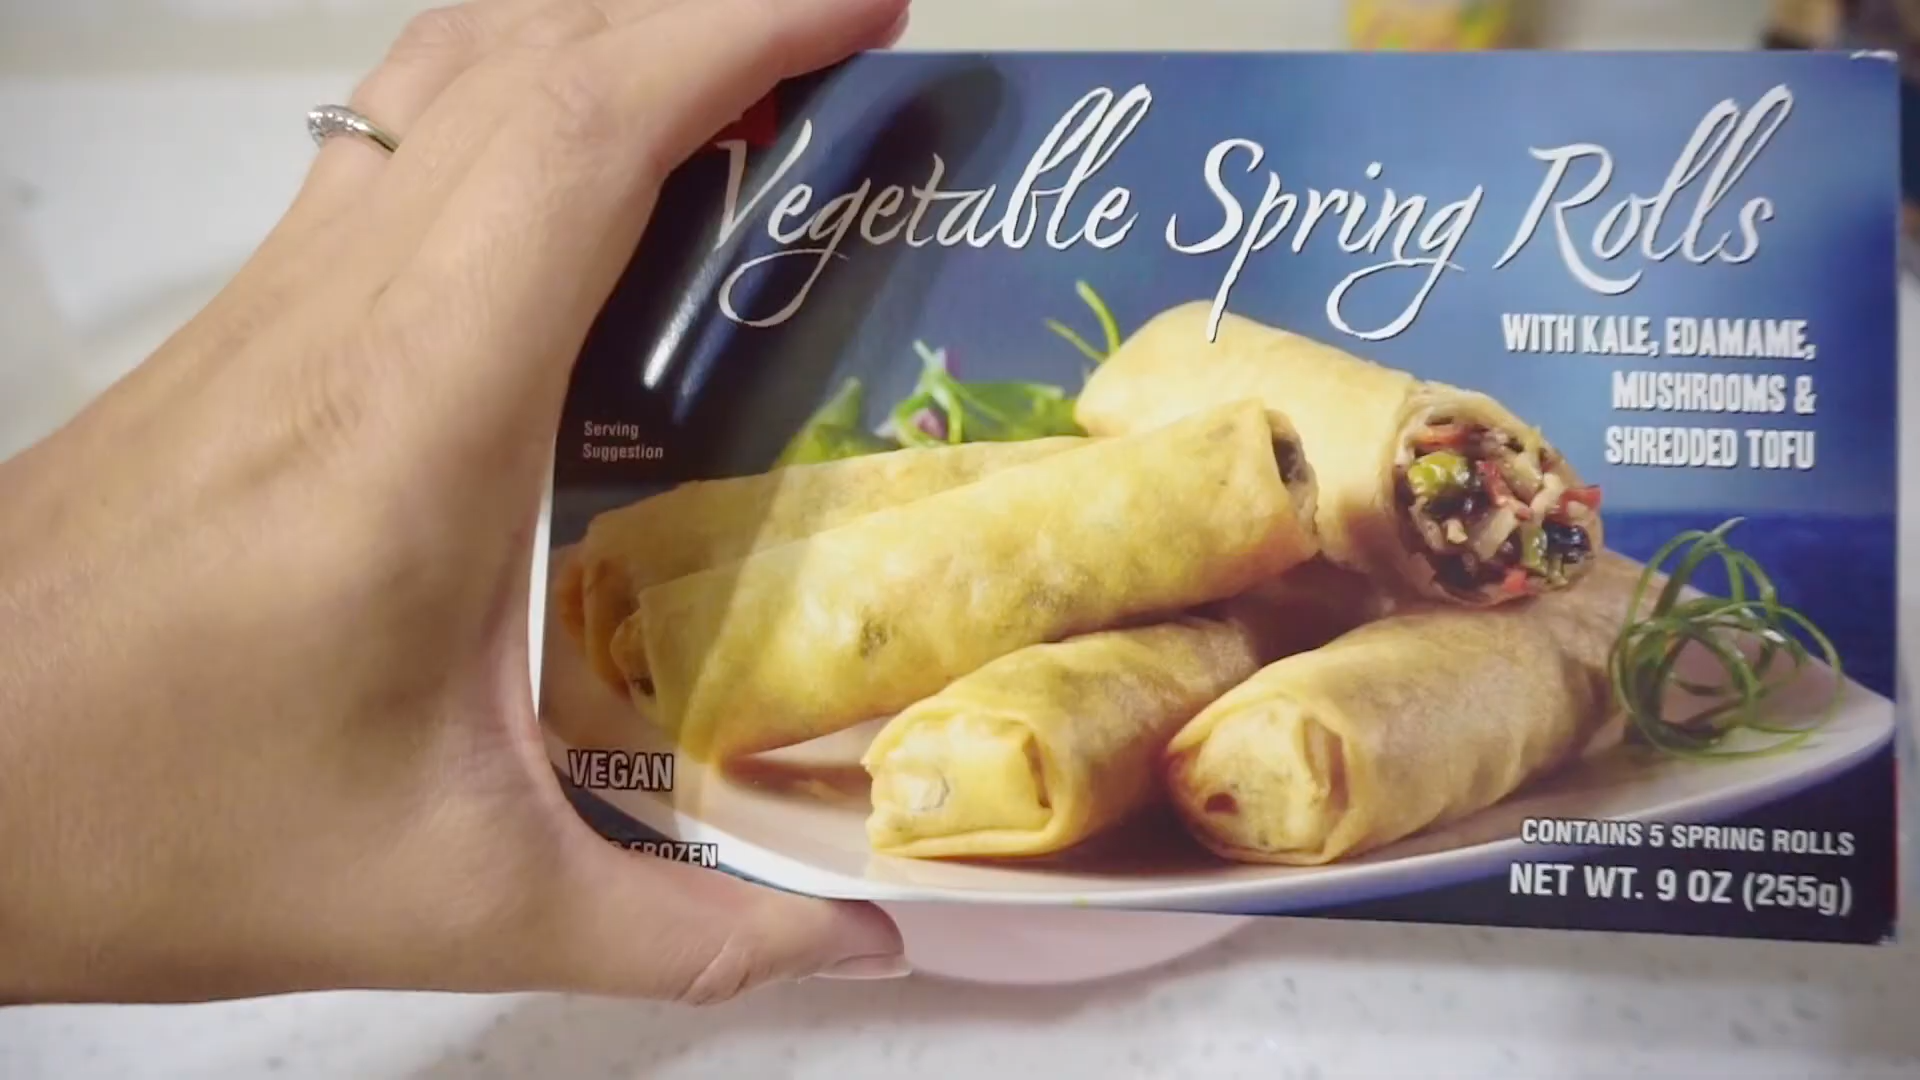 Vegetable Spring Rolls
WITH KALE, EDAMAME,
MUSHROOMS &
SHREDDED TOFU
Serving
Suggestion
VEGAN
FROZEN
CONTAINS 5 SPRING ROLLS
NET WT. 9 OZ (255g)